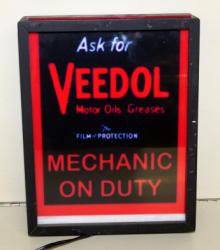 Ask for
VEEDOL
Motor Oils · Greases
The
FILM of PROTECTION
MECHANIC
ON DUTY